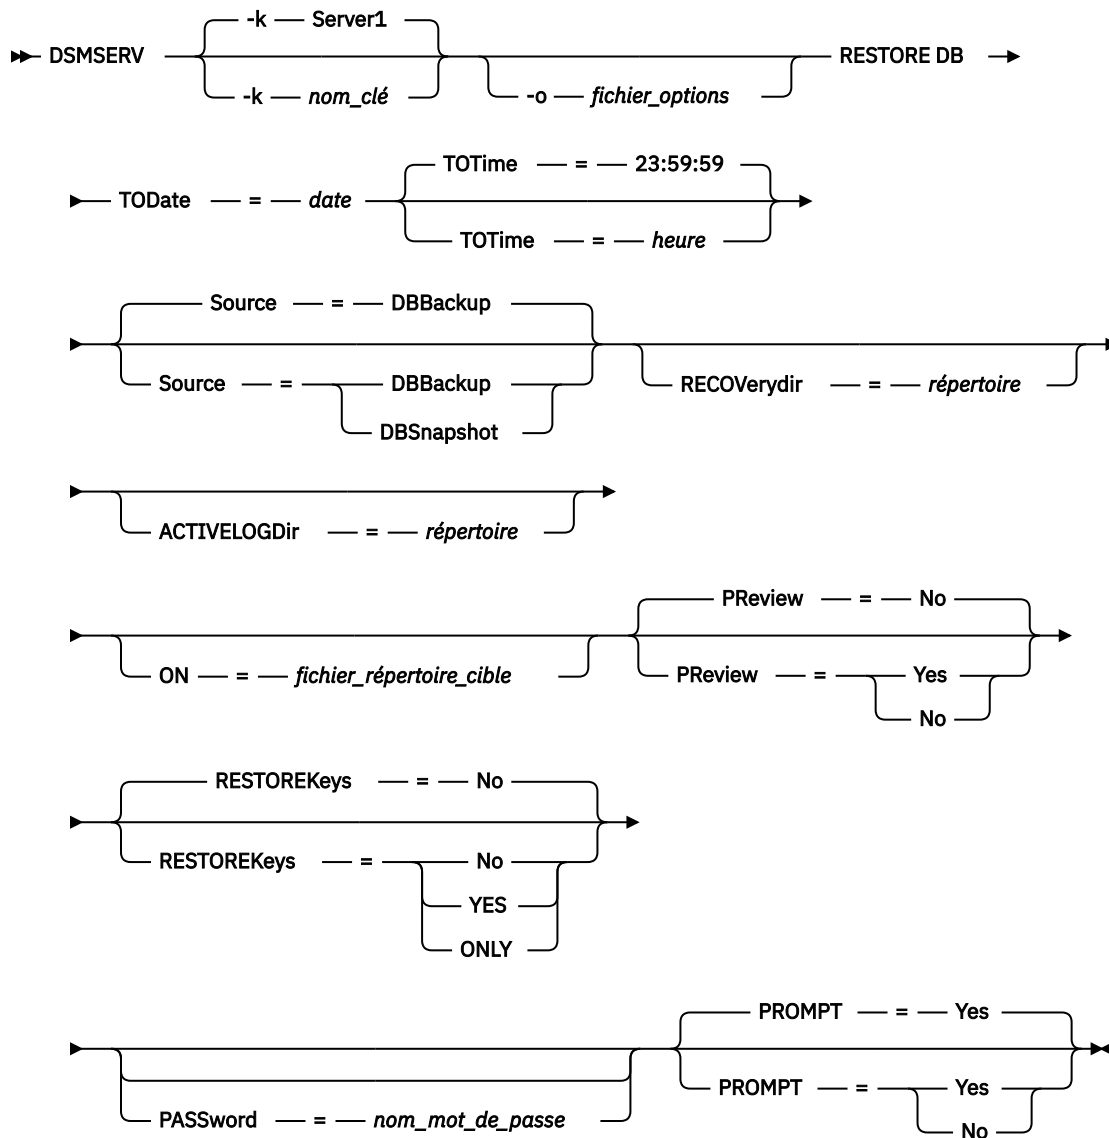 -k Server1
DSMSERV RESTORE DB
-k nom_clé -o fichier_options
TOTime = 23:59:59
TODate = date
TOTime = heure
Source = DBBackup
Source = DBBackup RECOVerydir = répertoire
DBSnapshot
ACTIVELOGDir = répertoire
PReview = No
ON = fichier_répertoire_cible PReview = Yes
No
RESTOREKeys = No
RESTOREKeys = No
YES
ONLY
PROMPT = Yes
PROMPT = Yes
PASSword = nom_mot_de_passe
No